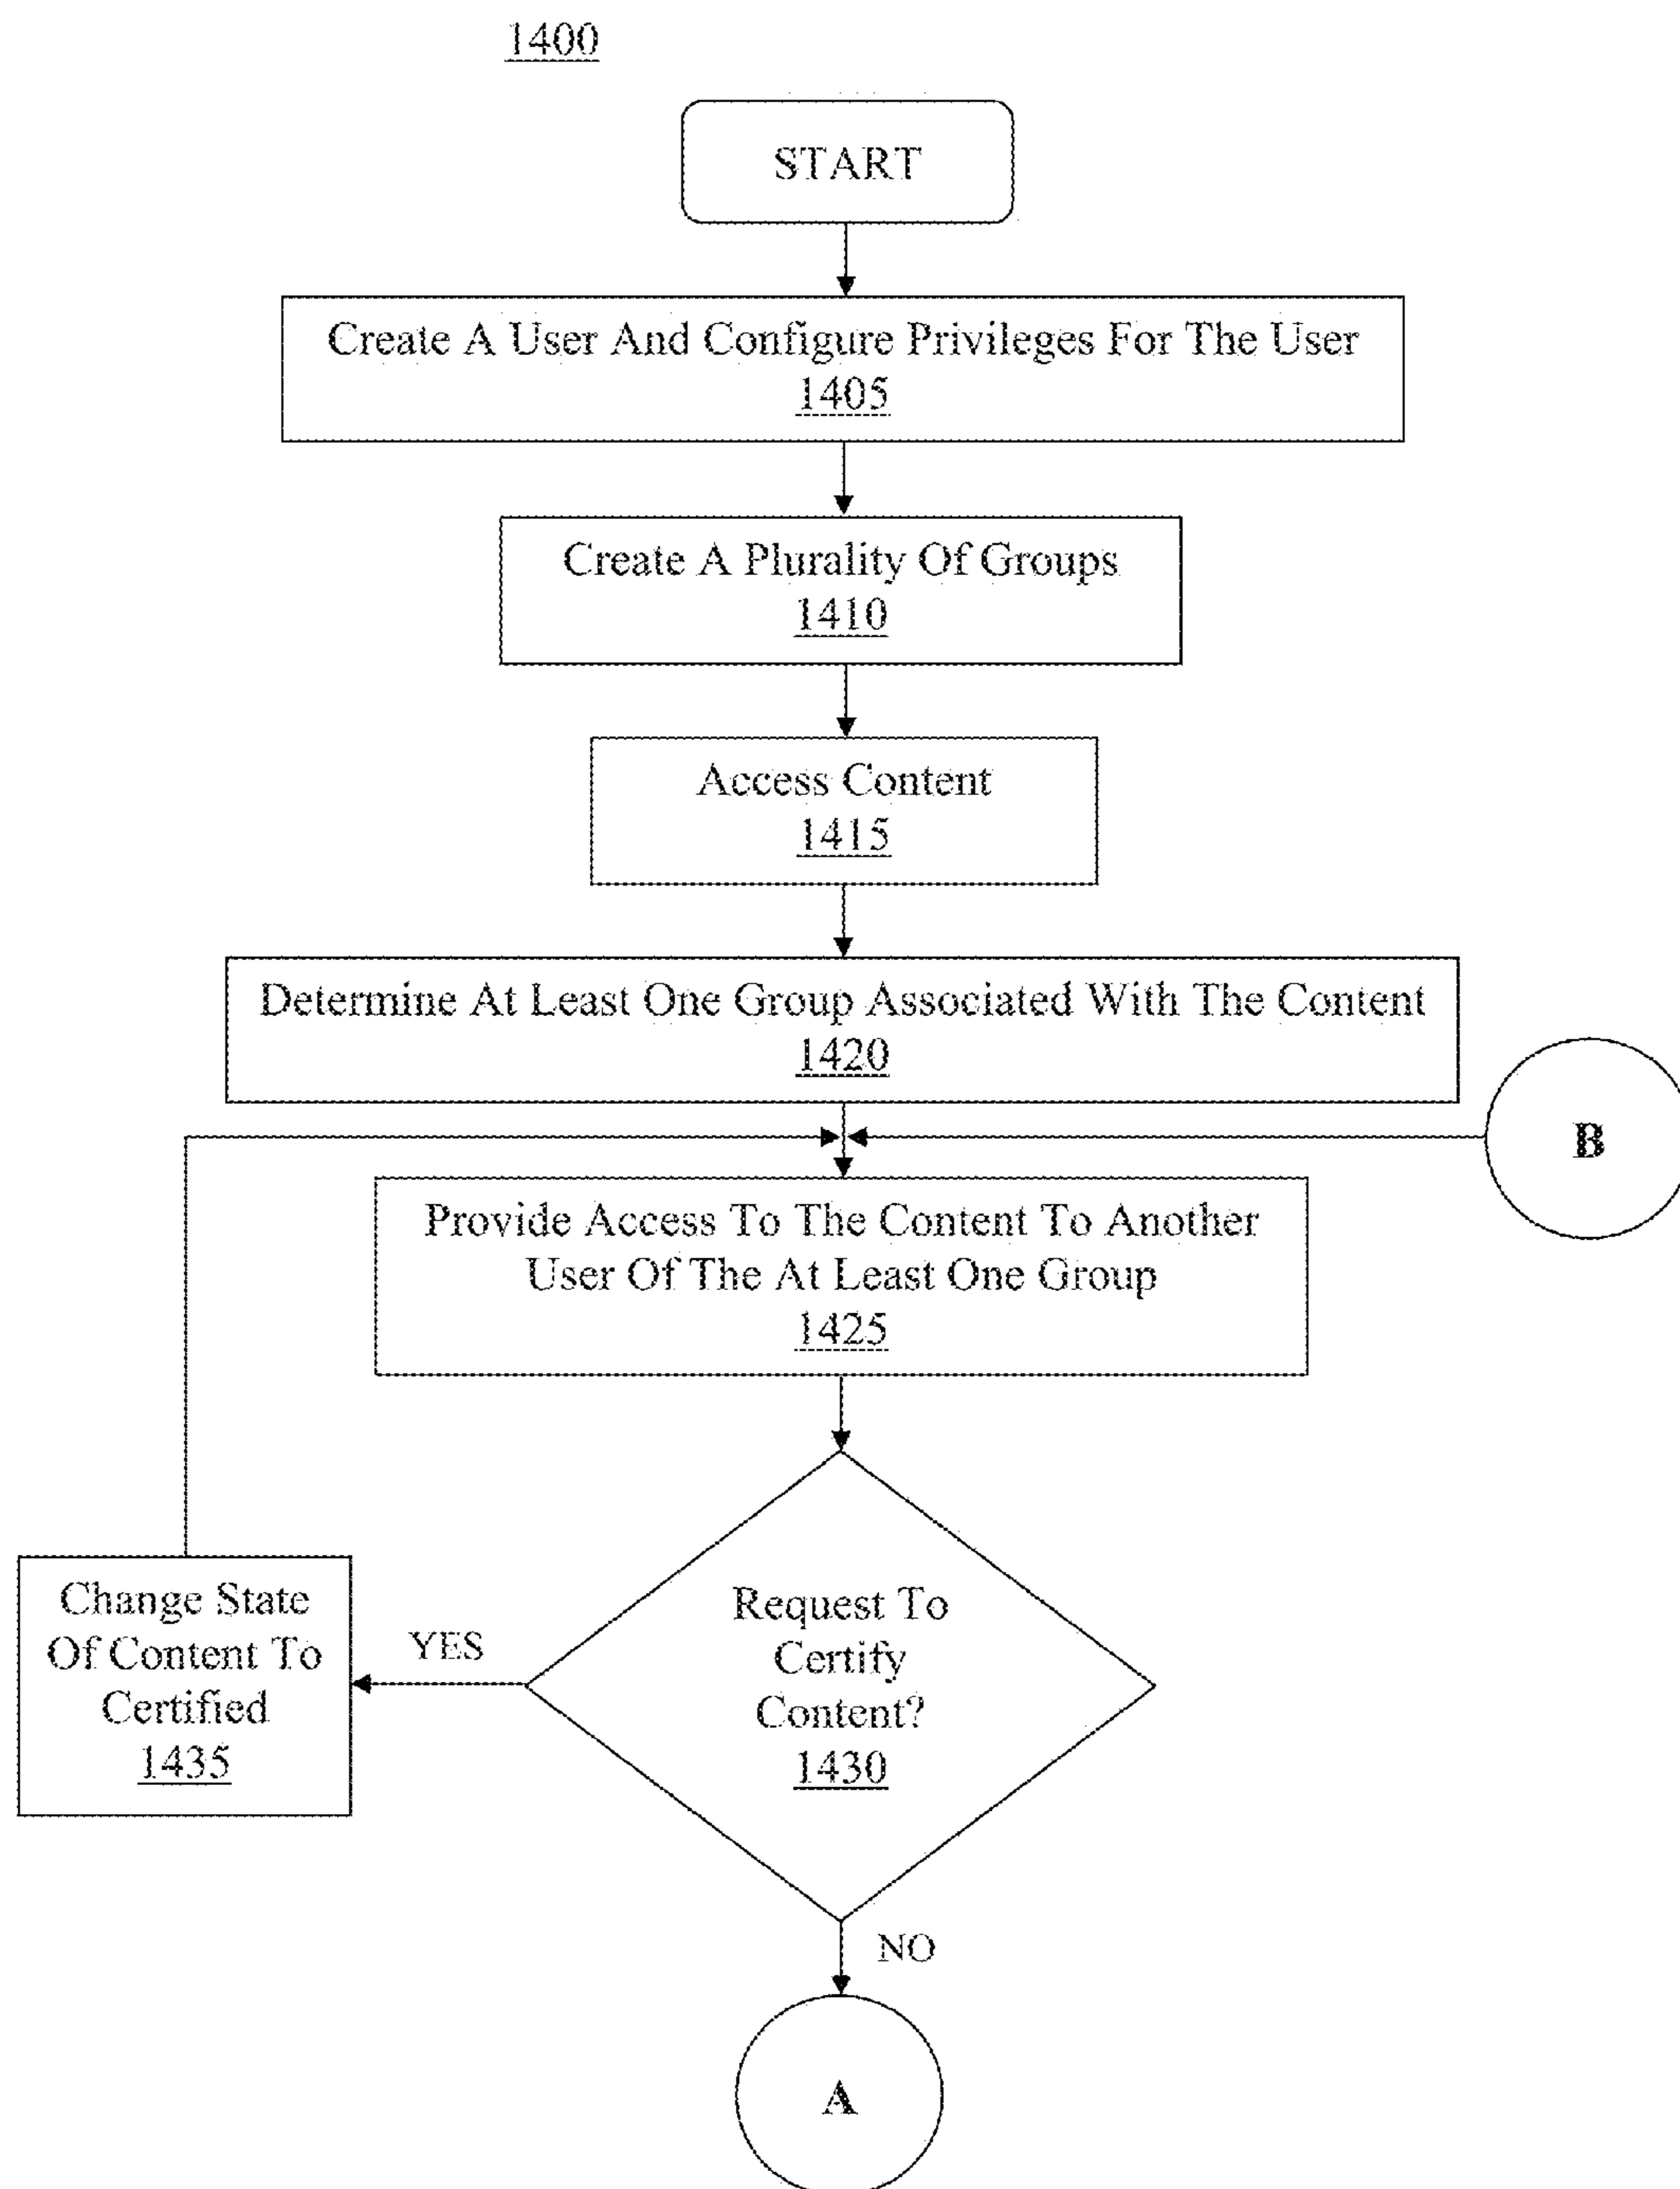 1400
START
Create A User And Configure Privileges For The User
1405
Create A Plurality Of Groups
1410
Access Content
1415
Determine At Least One Group Associated With The Content
1420
B
Provide Access To The Content To Another
User Of The At Least One Group
1425
Change State
Of Content To
Certified
1435
YES
Request To
Certify
Content?
1430
NO
A